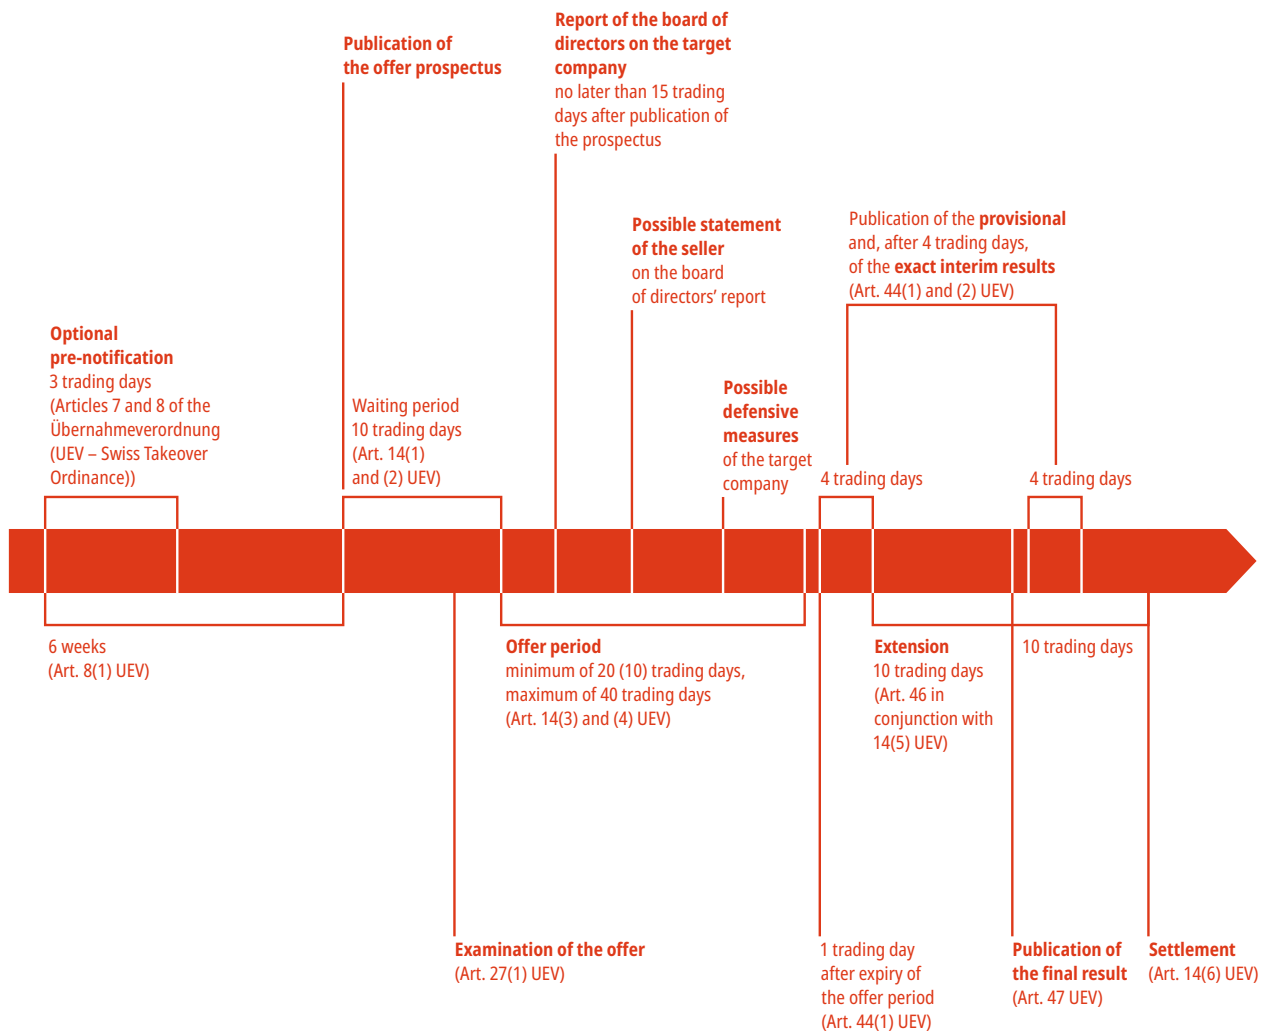 Report of the board of
directors on the target
company
no later than 15 trading
days after publication of
the prospectus
Publication of
the offer prospectus
Possible statement
of the seller
on the board
of directors’ report
Publication of the provisional
and, after 4 trading days,
of the exact interim results
(Art. 44(1) and (2) UEV)
Optional
pre-notification
3 trading days
(Articles 7 and 8 of the
Übernahmeverordnung
(UEV – Swiss Takeover
Ordinance))
Waiting period
10 trading days
(Art. 14(1)
and (2) UEV)
Possible
defensive
measures
of the target
company
4 trading days
4 trading days
6 weeks
(Art. 8(1) UEV)
Offer period
minimum of 20 (10) trading days,
maximum of 40 trading days
(Art. 14(3) and (4) UEV)
Extension
10 trading days
(Art. 46 in
conjunction with
14(5) UEV)
10 trading days
Examination of the offer
(Art. 27(1) UEV)
1 trading day
after expiry of
the offer period
(Art. 44(1) UEV)
Publication of
the final result
(Art. 47 UEV)
Settlement
(Art. 14(6) UEV)